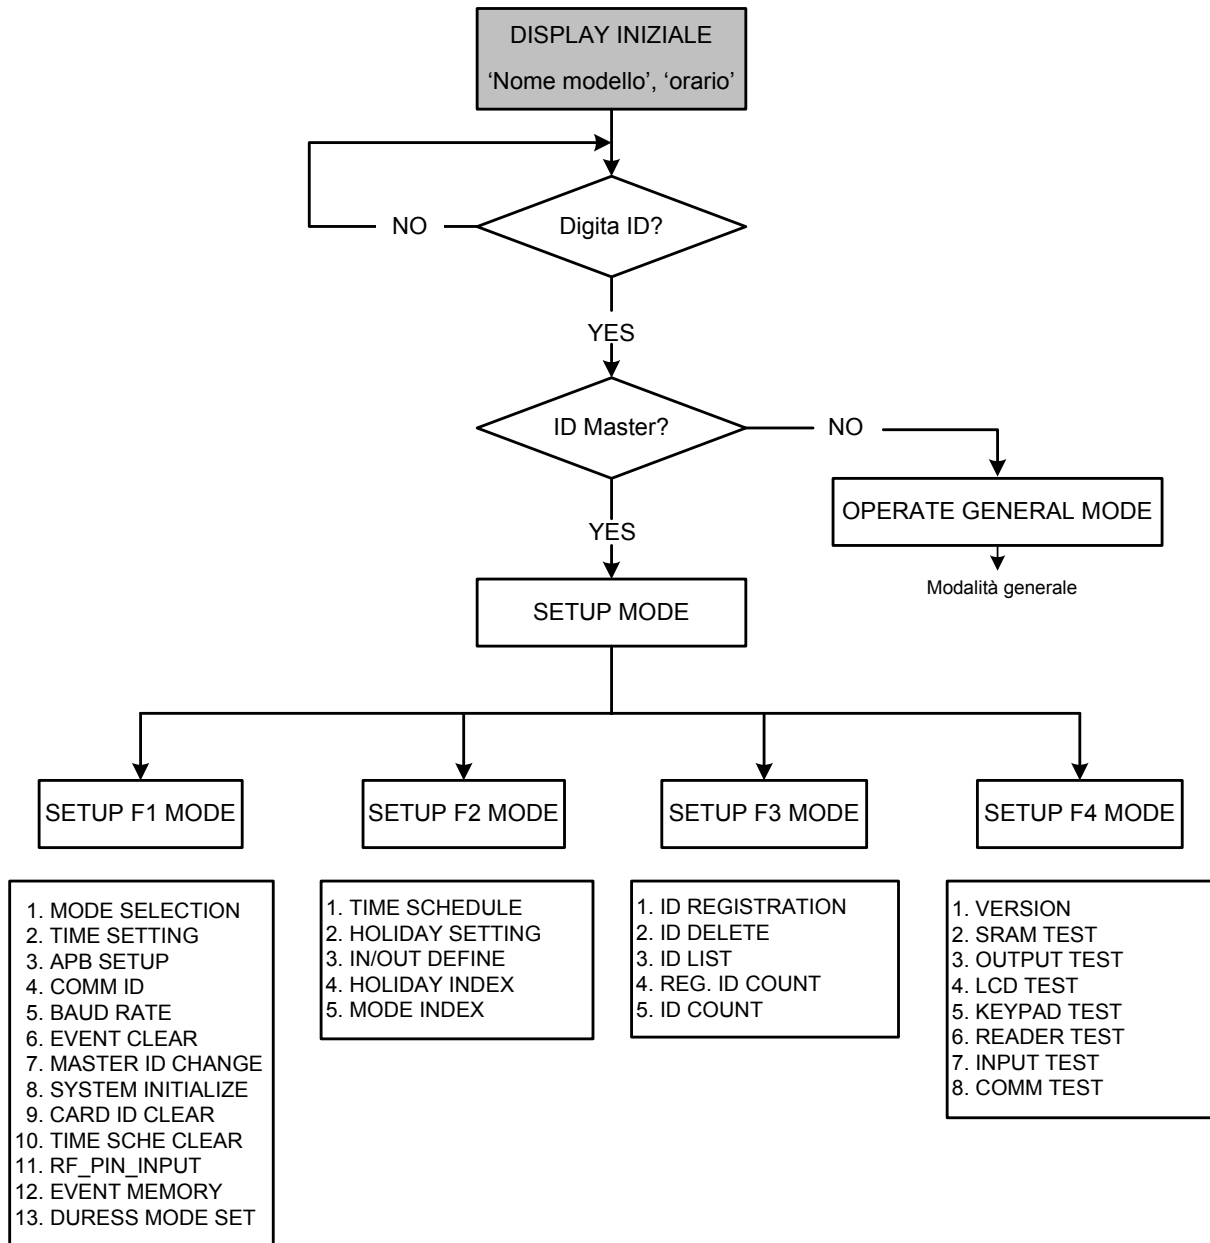 DISPLAY INIZIALE
‘Nome modello’, ‘orario’
Digita ID?
NO
YES
ID Master?
NO
YES
OPERATE GENERAL MODE
Modalità generale
SETUP MODE
SETUP F1 MODE
SETUP F2 MODE
SETUP F3 MODE
SETUP F4 MODE
1. MODE SELECTION
2. TIME SETTING
3. APB SETUP
4. COMM ID
5. BAUD RATE
6. EVENT CLEAR
7. MASTER ID CHANGE
8. SYSTEM INITIALIZE
9. CARD ID CLEAR
10. TIME SCHE CLEAR
11. RF_PIN_INPUT
12. EVENT MEMORY
13. DURESS MODE SET
1. TIME SCHEDULE
2. HOLIDAY SETTING
3. IN/OUT DEFINE
4. HOLIDAY INDEX
5. MODE INDEX
1. ID REGISTRATION
2. ID DELETE
3. ID LIST
4. REG. ID COUNT
5. ID COUNT
1. VERSION
2. SRAM TEST
3. OUTPUT TEST
4. LCD TEST
5. KEYPAD TEST
6. READER TEST
7. INPUT TEST
8. COMM TEST